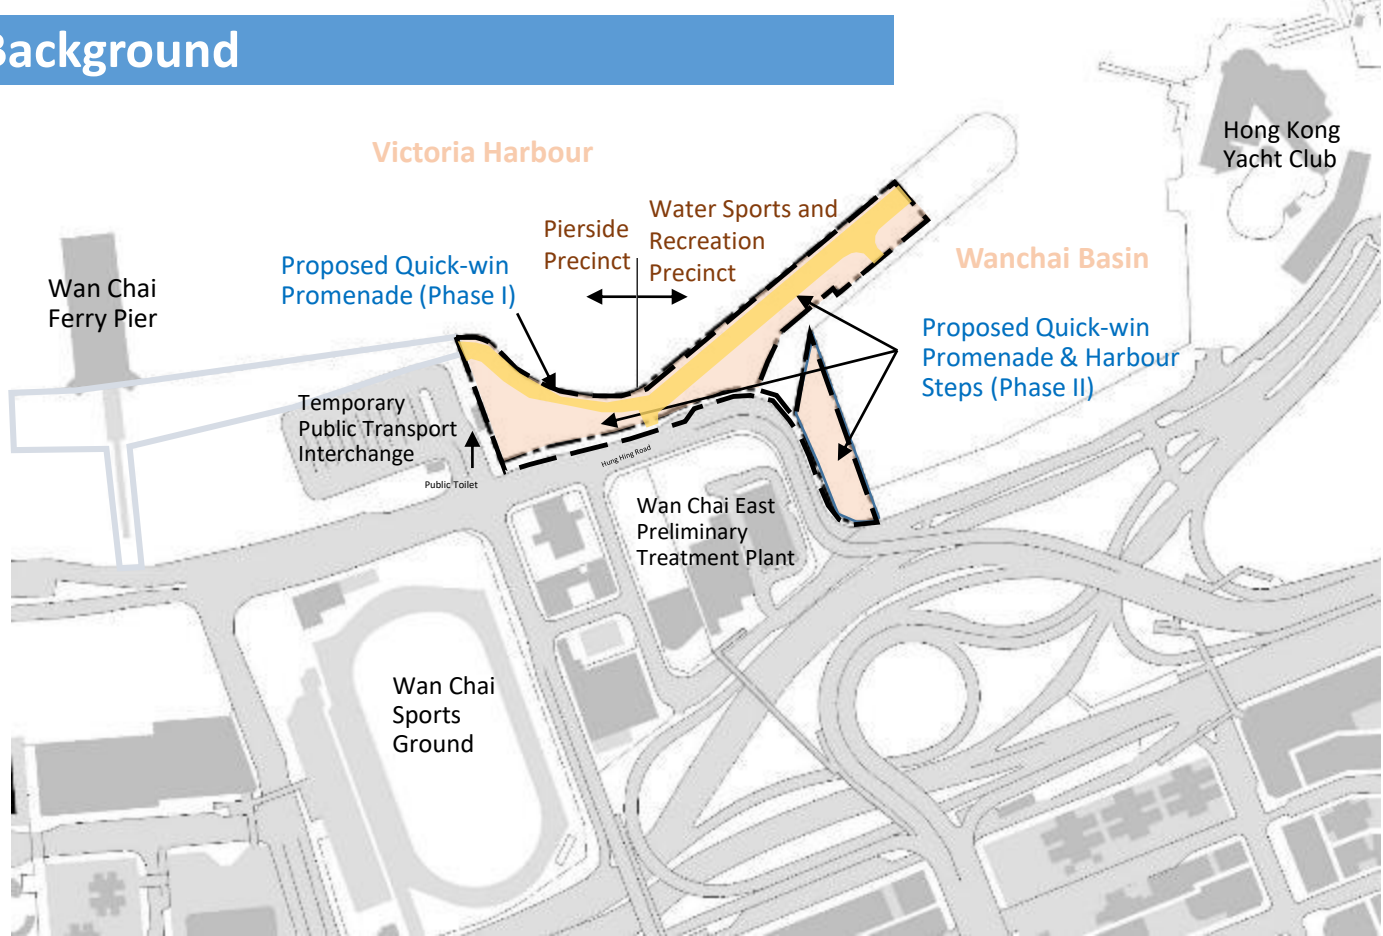 Background
Victoria Harbour
Hong Kong
Yacht Club
Water Sports and
Recreation
Precinct
Pierside
Precinct
Wanchai Basin
Proposed Quick-win
Promenade (Phase I)
Wan Chai
Ferry Pier
Proposed Quick-win
Promenade & Harbour
Steps (Phase II)
Temporary
Public Transport
Interchange
Public Toilet
Hung Hing Road
Wan Chai East
Preliminary
Treatment Plant
Wan Chai
Sports
Ground